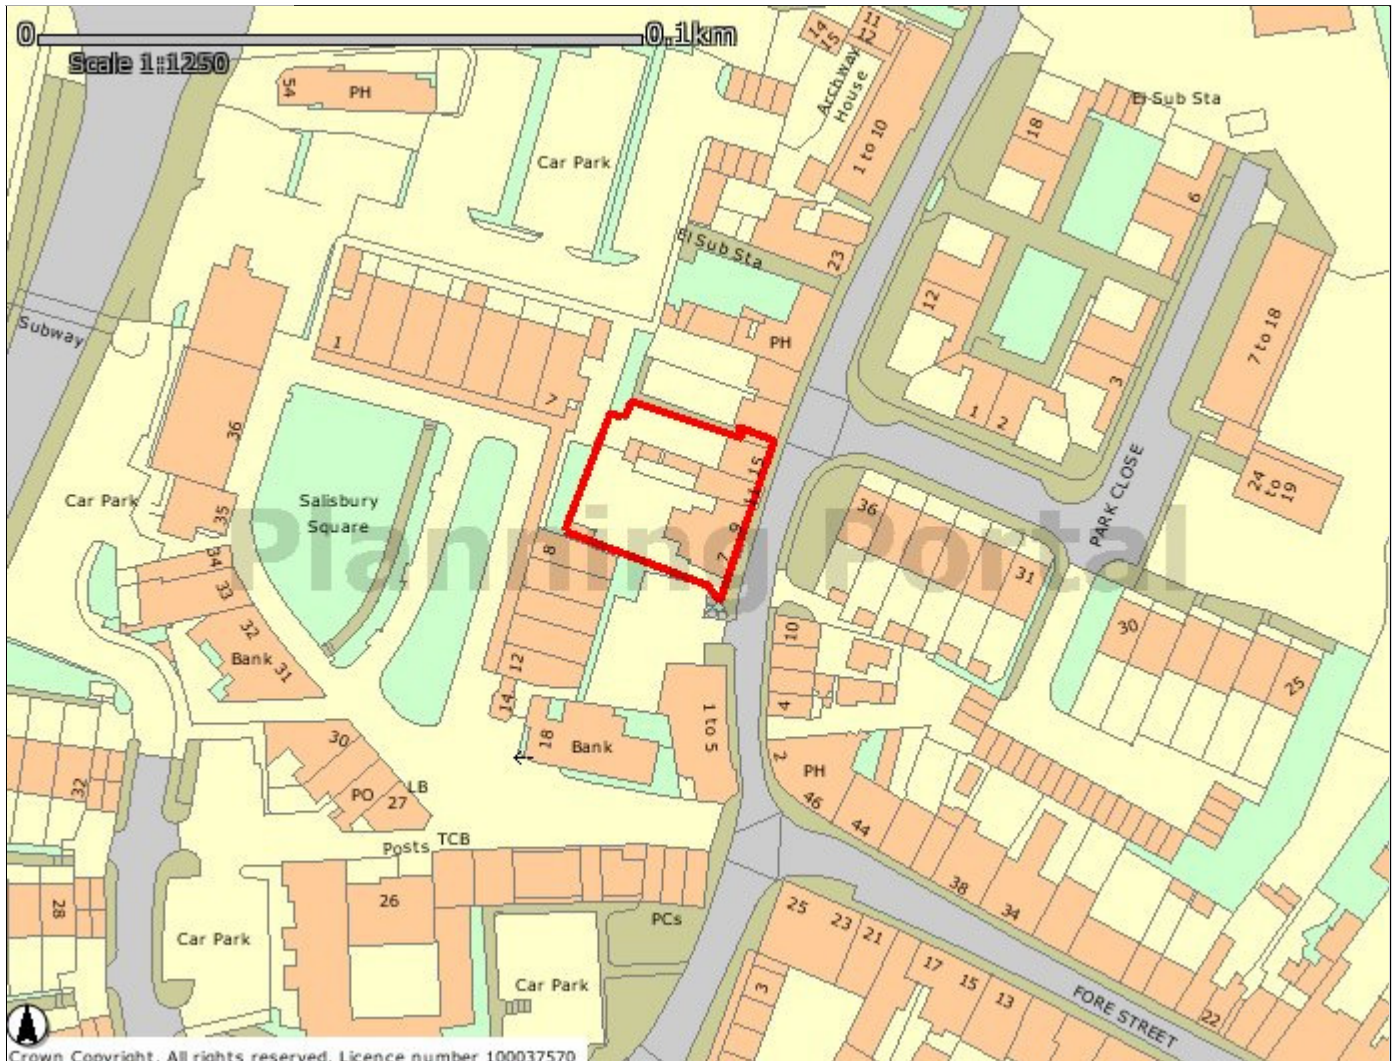 0 0.1km
Scale 1:1250
54
PH
Car Park
14
15
11
12
Archway
House
1 to 10
El Sub Sta
18
6
El Sub Sta
23
12
PH
7 to 18
Subway
1
7
1
2
3
36
15
11
9
7
Salisbury
Square
Car Park
35
36
24
to
19
PARK CLOSE
Planning Portal
34
33
32
Bank
31
8
12
14
31
30
25
10
4
1 to 5
18
Bank
2
PH
46
44
38
34
30
PO
27
LB
TCB
Posts
32
28
26
Car Park
PCs
Car Park
25
23
21
17
15
13
3
FORE STREET
22
Crown Copyright. All rights reserved. Licence number 100037570